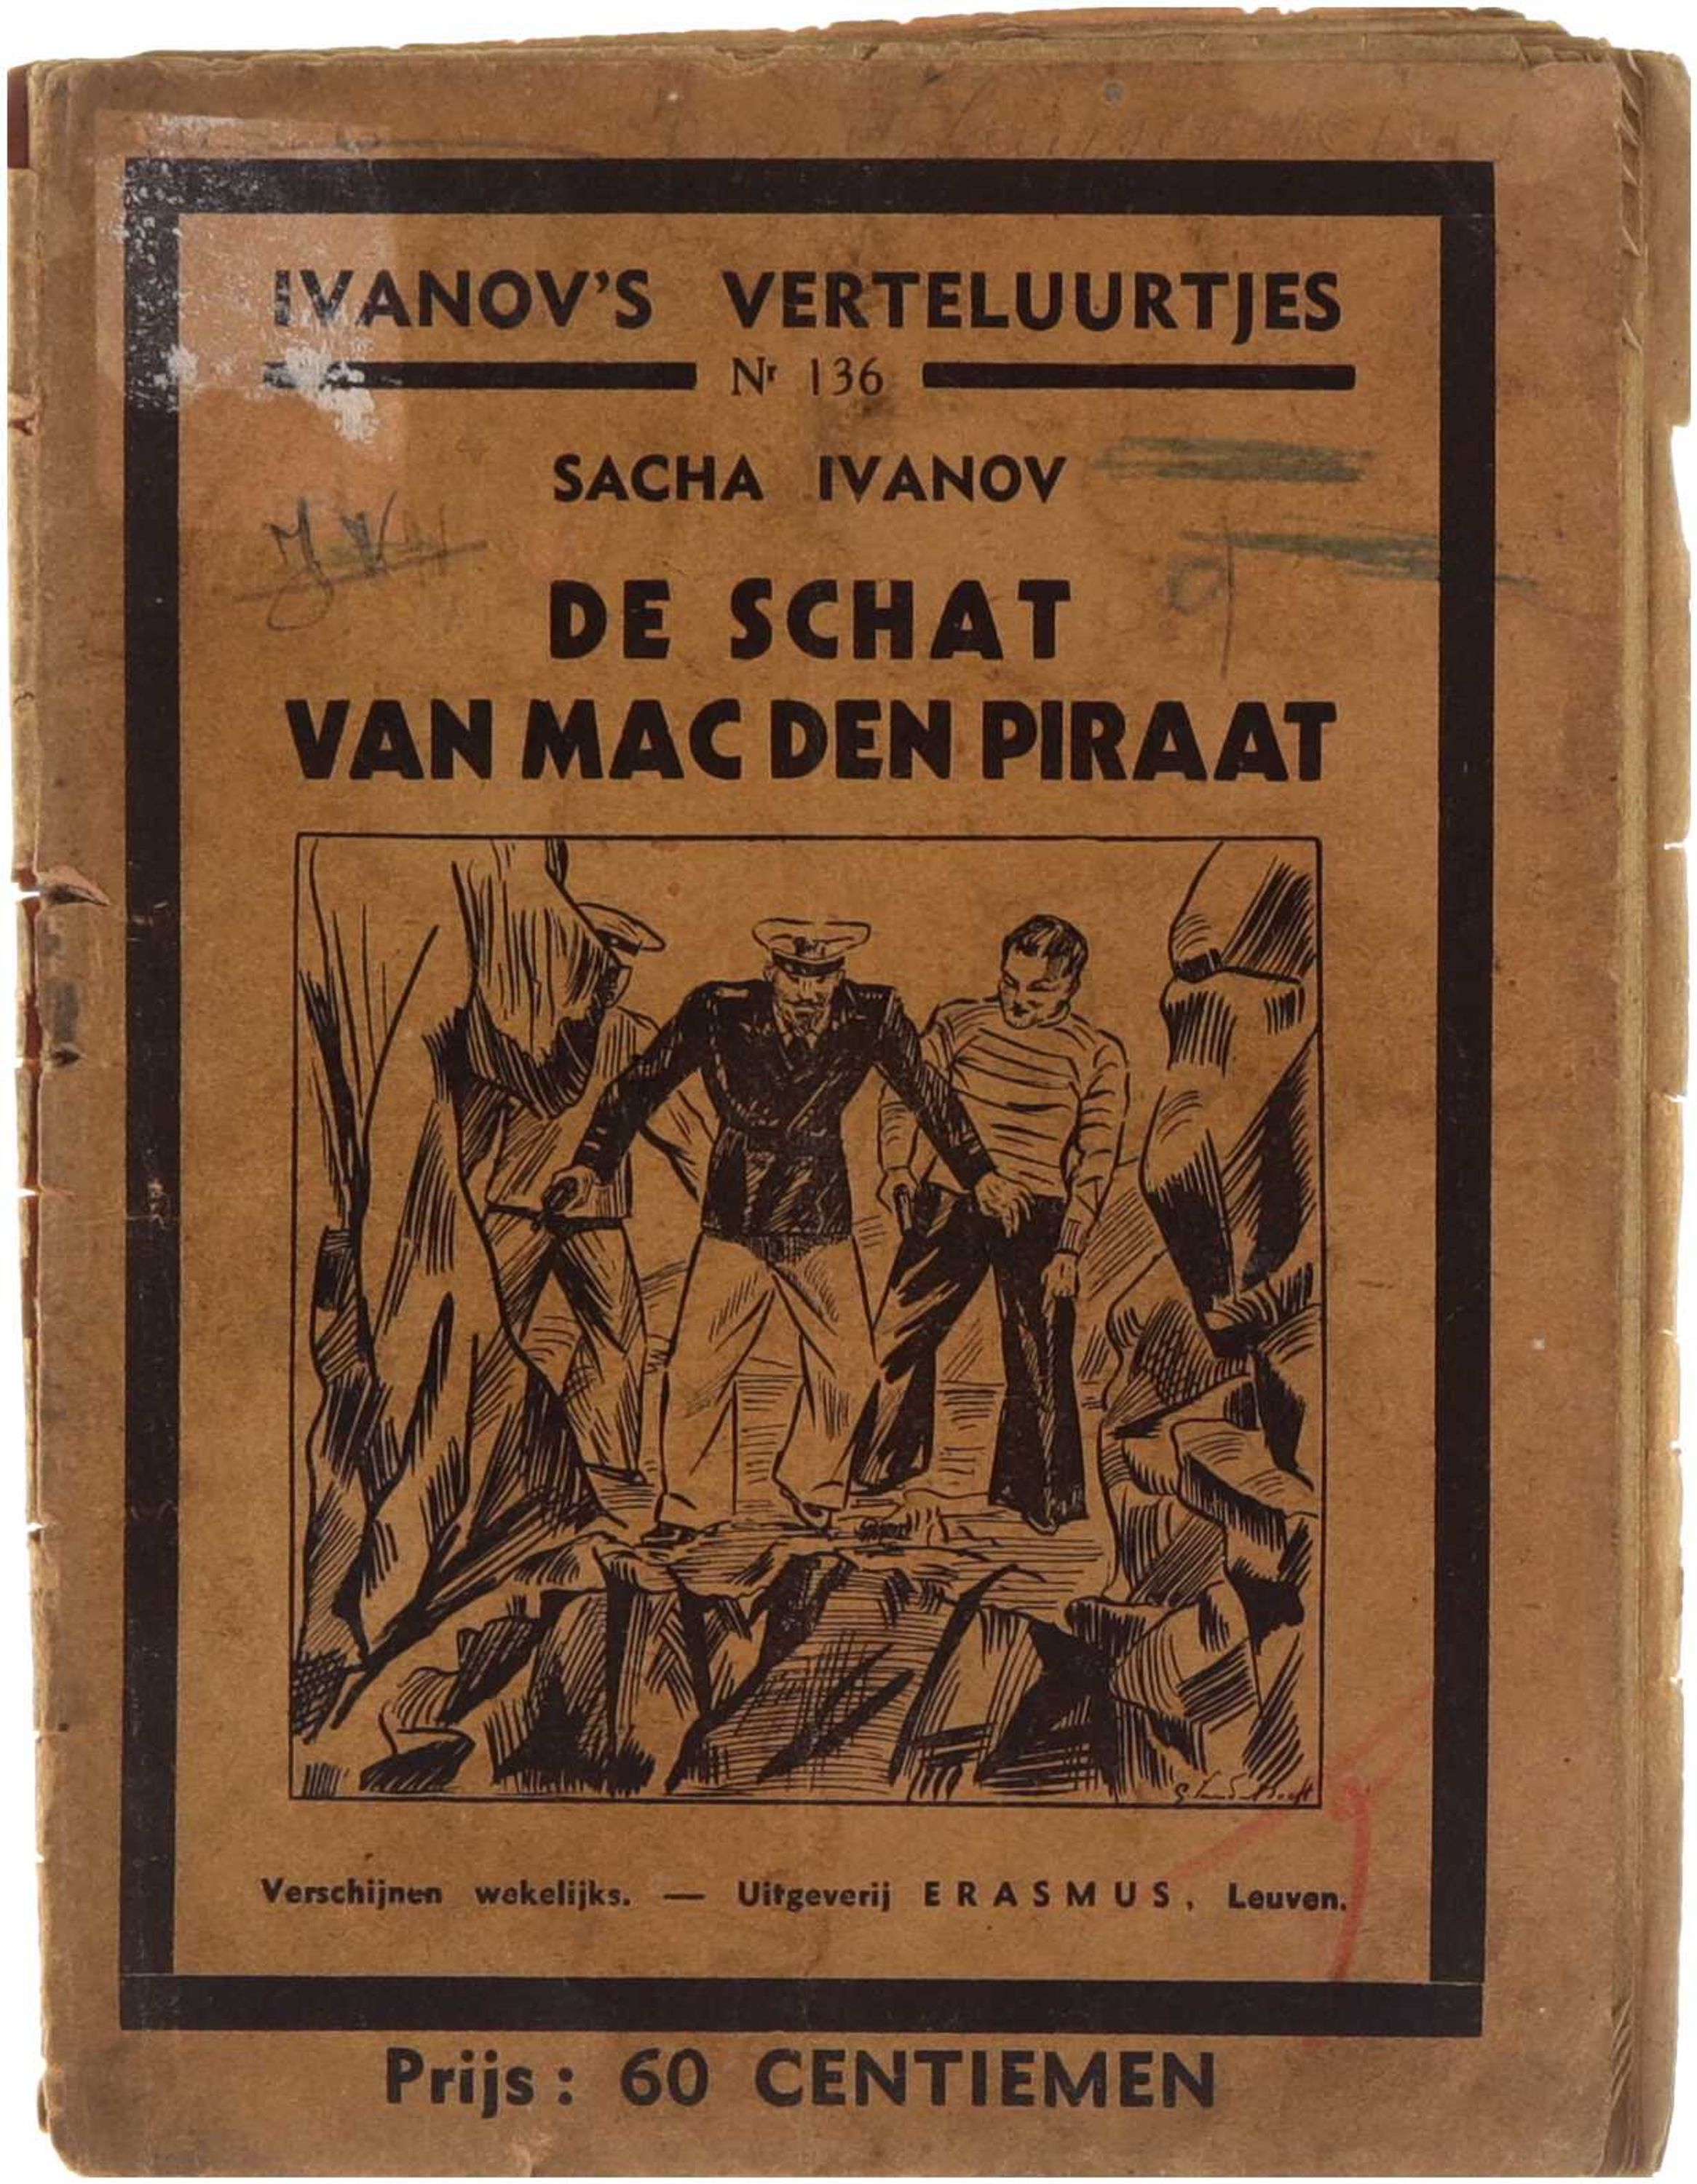 IVANOV'S VERTELUURTJES
Nr 136
SACHA IVANOV
DE SCHAT
VAN MAC DEN PIRAAT
Verschijnen wekelijks. — Uitgeverij ERASMUS, Leuven.
Prijs : 60 CENTIEMEN